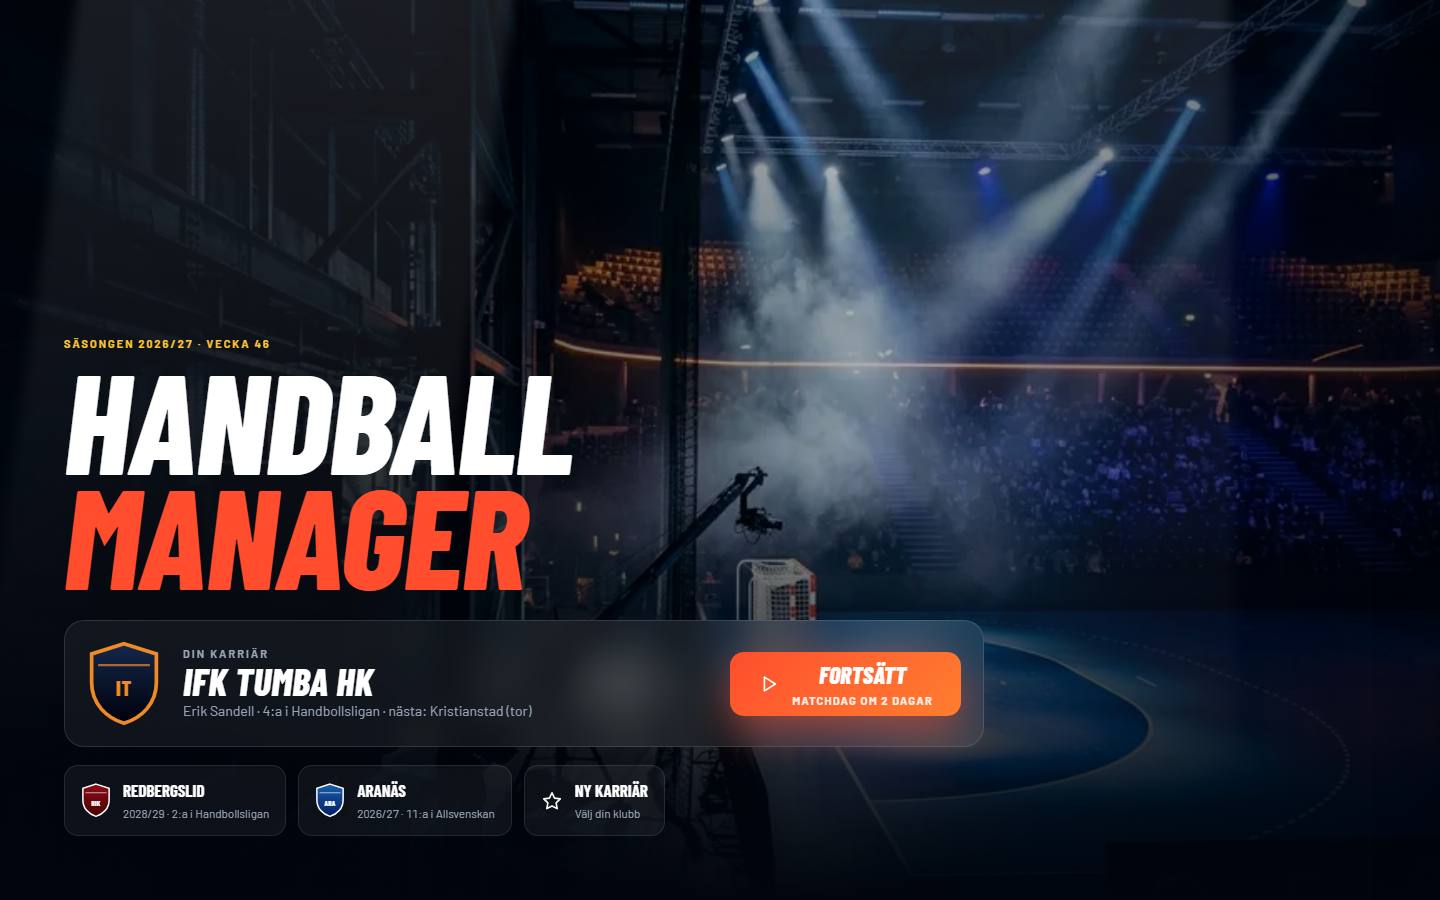 SÄSONGEN 2026/27 · VECKA 46
HANDBALL
MANAGER
IT
DIN KARRIÄR
IFK TUMBA HK
Erik Sandell · 4:a i Handbollsligan · nästa: Kristianstad (tor)
FORTSÄTT
MATCHDAG OM 2 DAGAR
RIK
REDBERGSLID
2028/29 · 2:a i Handbollsligan
ARA
ARANÄS
2026/27 · 11:a i Allsvenskan
NY KARRIÄR
Välj din klubb